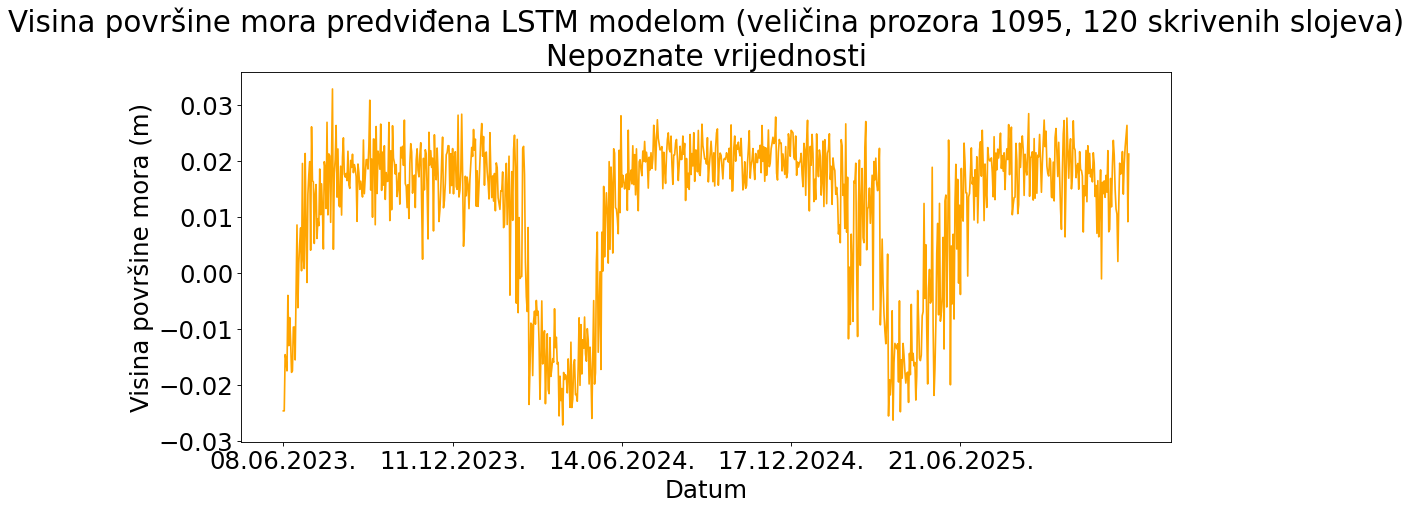 Visina površine mora predviđena LSTM modelom (veličina prozora 1095, 120 skrivenih slojeva)
Nepoznate vrijednosti
Visina površine mora (m)
0.03
0.02
0.01
0.00
−0.01
−0.02
−0.03
08.06.2023. 11.12.2023. 14.06.2024. 17.12.2024. 21.06.2025.
Datum